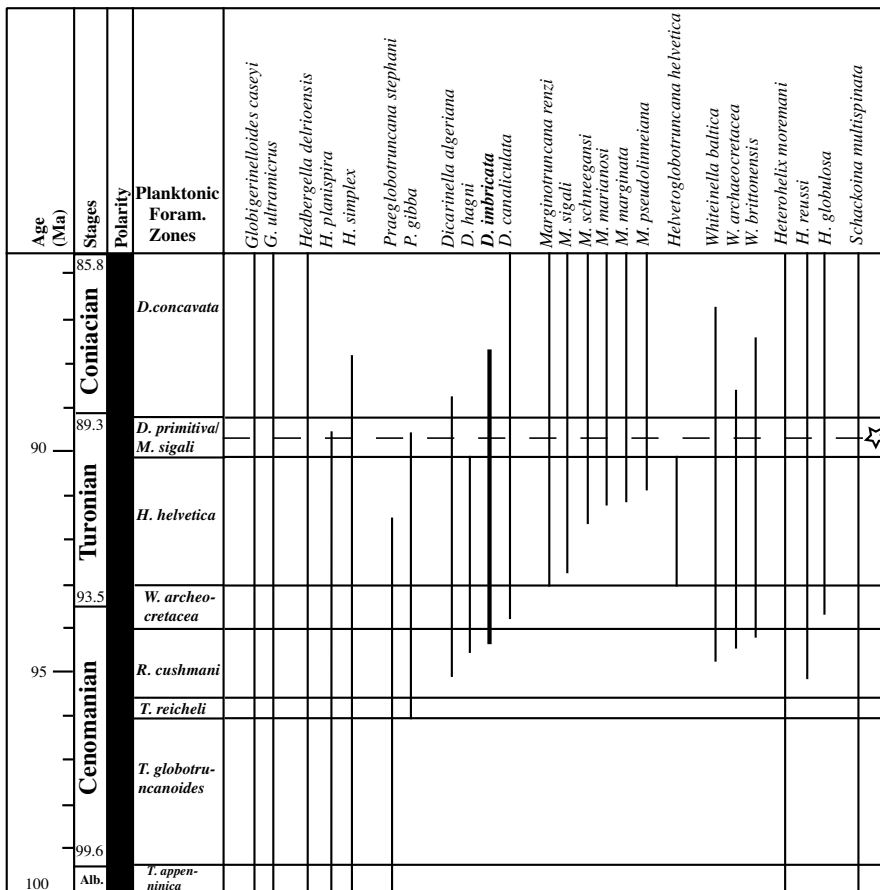 Age
(Ma)
Stages
Polarity
Planktonic
Foram.
Zones
Globigerinelloides caseyi
G. ultramicrus
Hedbergella delrioensis
H. planispira
H. simplex
Praeglobotruncana stephani
P. gibba
Dicarinella algeriana
D. hagni
D. imbricata
D. canaliculata
Marginotruncana renzi
M. sigali
M. schneegansi
M. marianosi
M. marginata
M. pseudolinneiana
Helvetoglobotruncana helvetica
Whiteinella baltica
W. archaeocretacea
W. brittonensis
Heterohelix moremani
H. reussi
H. globulosa
Schackoina multispinata
85.8
Coniacian
D.concavata
89.3
D. primitiva/
M. sigali
90
Turonian
H. helvetica
93.5
W. archeo-
cretacea
95
Cenomanian
R. cushmani
T. reicheli
T. globotru-
ncanoides
99.6
100
Alb.
T. appen-
ninica